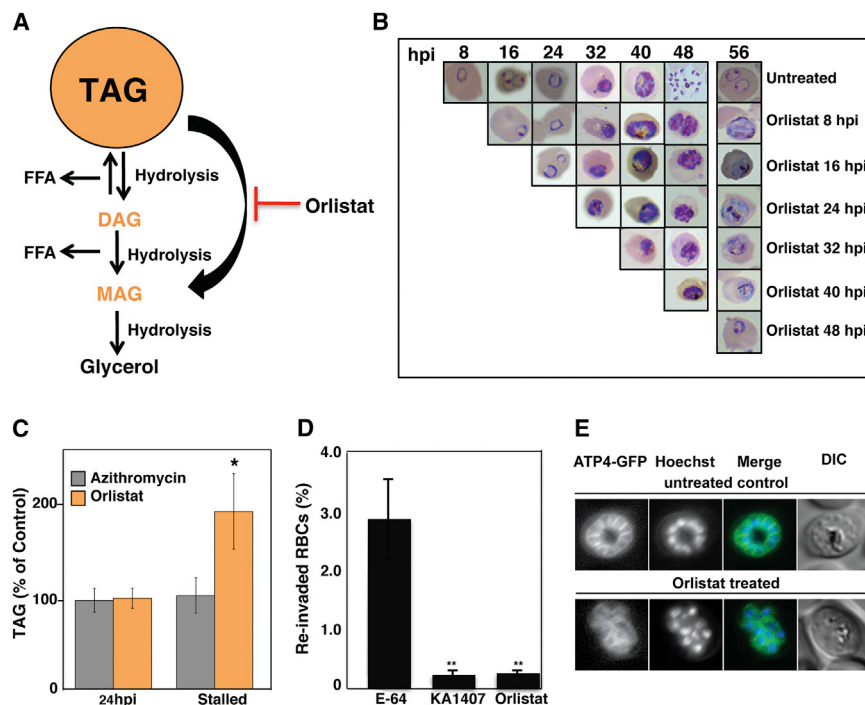 A
TAG
FFA
Hydrolysis
Orlistat
DAG
FFA
Hydrolysis
MAG
Hydrolysis
Glycerol
B
hpi 8 16 24 32 40 48 56
Untreated
Orlistat 8 hpi
Orlistat 16 hpi
Orlistat 24 hpi
Orlistat 32 hpi
Orlistat 40 hpi
Orlistat 48 hpi
C
TAG (% of Control)
200
100
0
Azithromycin
Orlistat
*
24hpi Stalled
D
Re-invaded RBCs (%)
4.0
3.0
2.0
1.0
0
** **
E-64 KA1407 Orlistat
E
ATP4-GFP Hoechst Merge DIC
untreated control
Orlistat treated